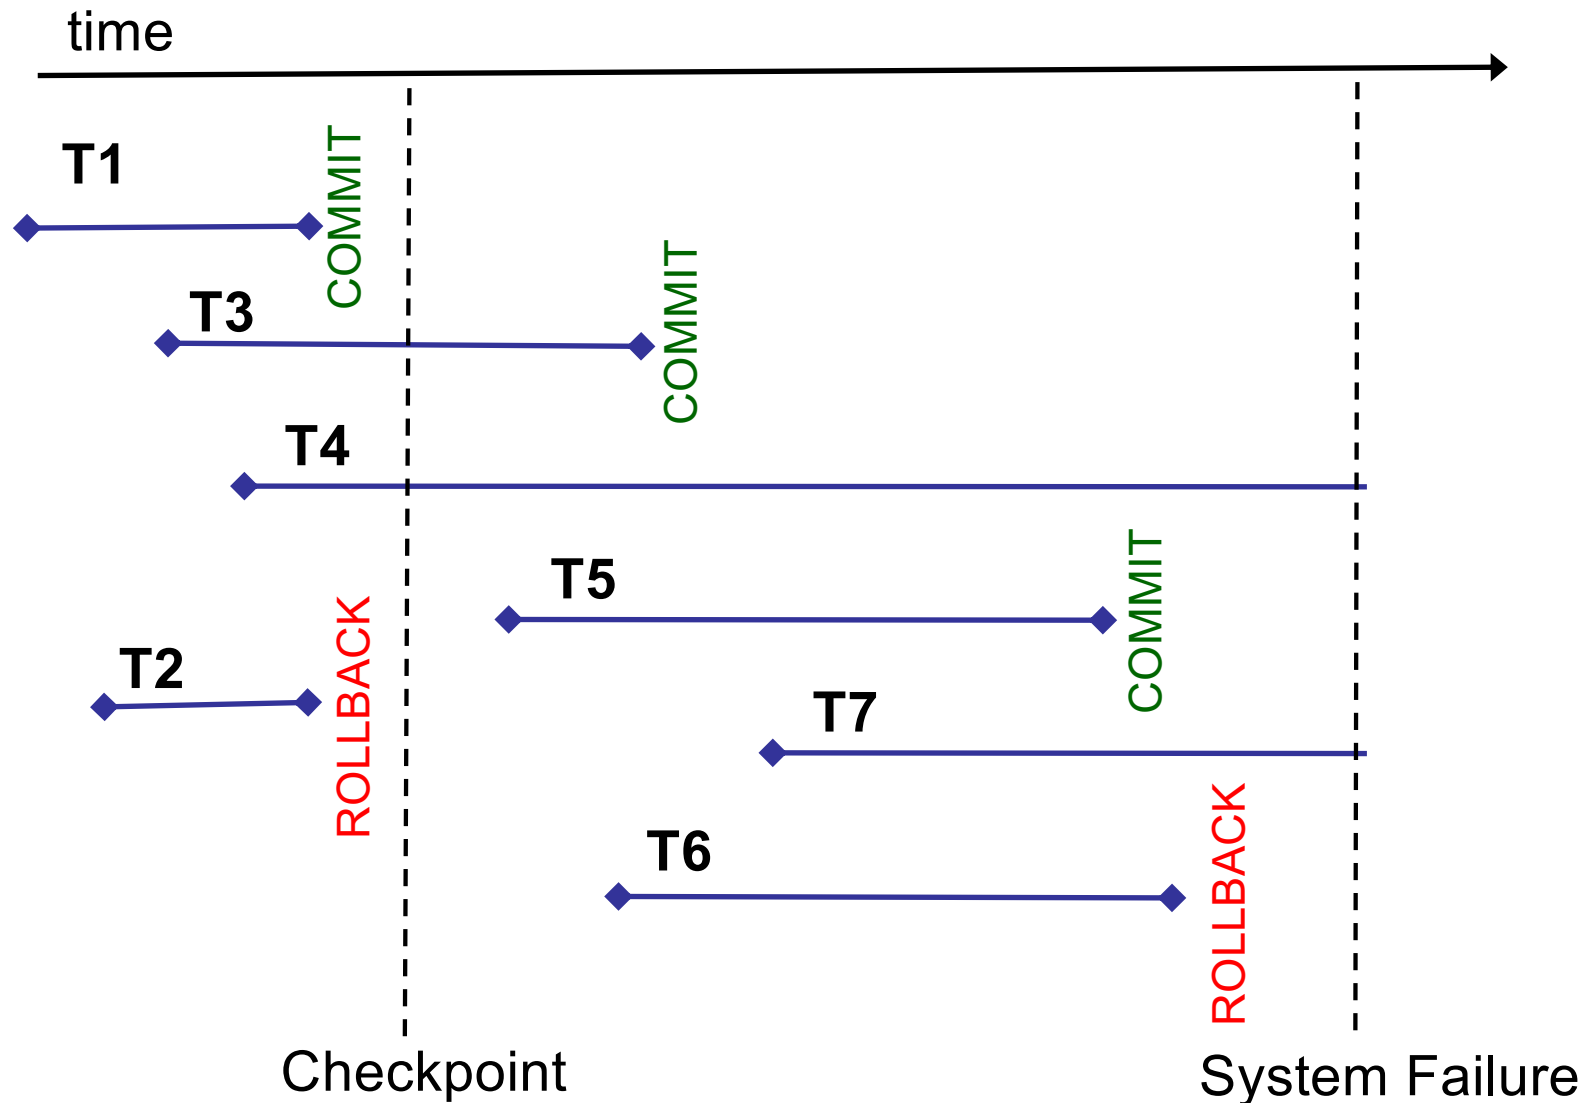 time
T1
COMMIT
T3
COMMIT
T4
T5
COMMIT
T2
ROLLBACK
T7
T6
ROLLBACK
Checkpoint
System Failure